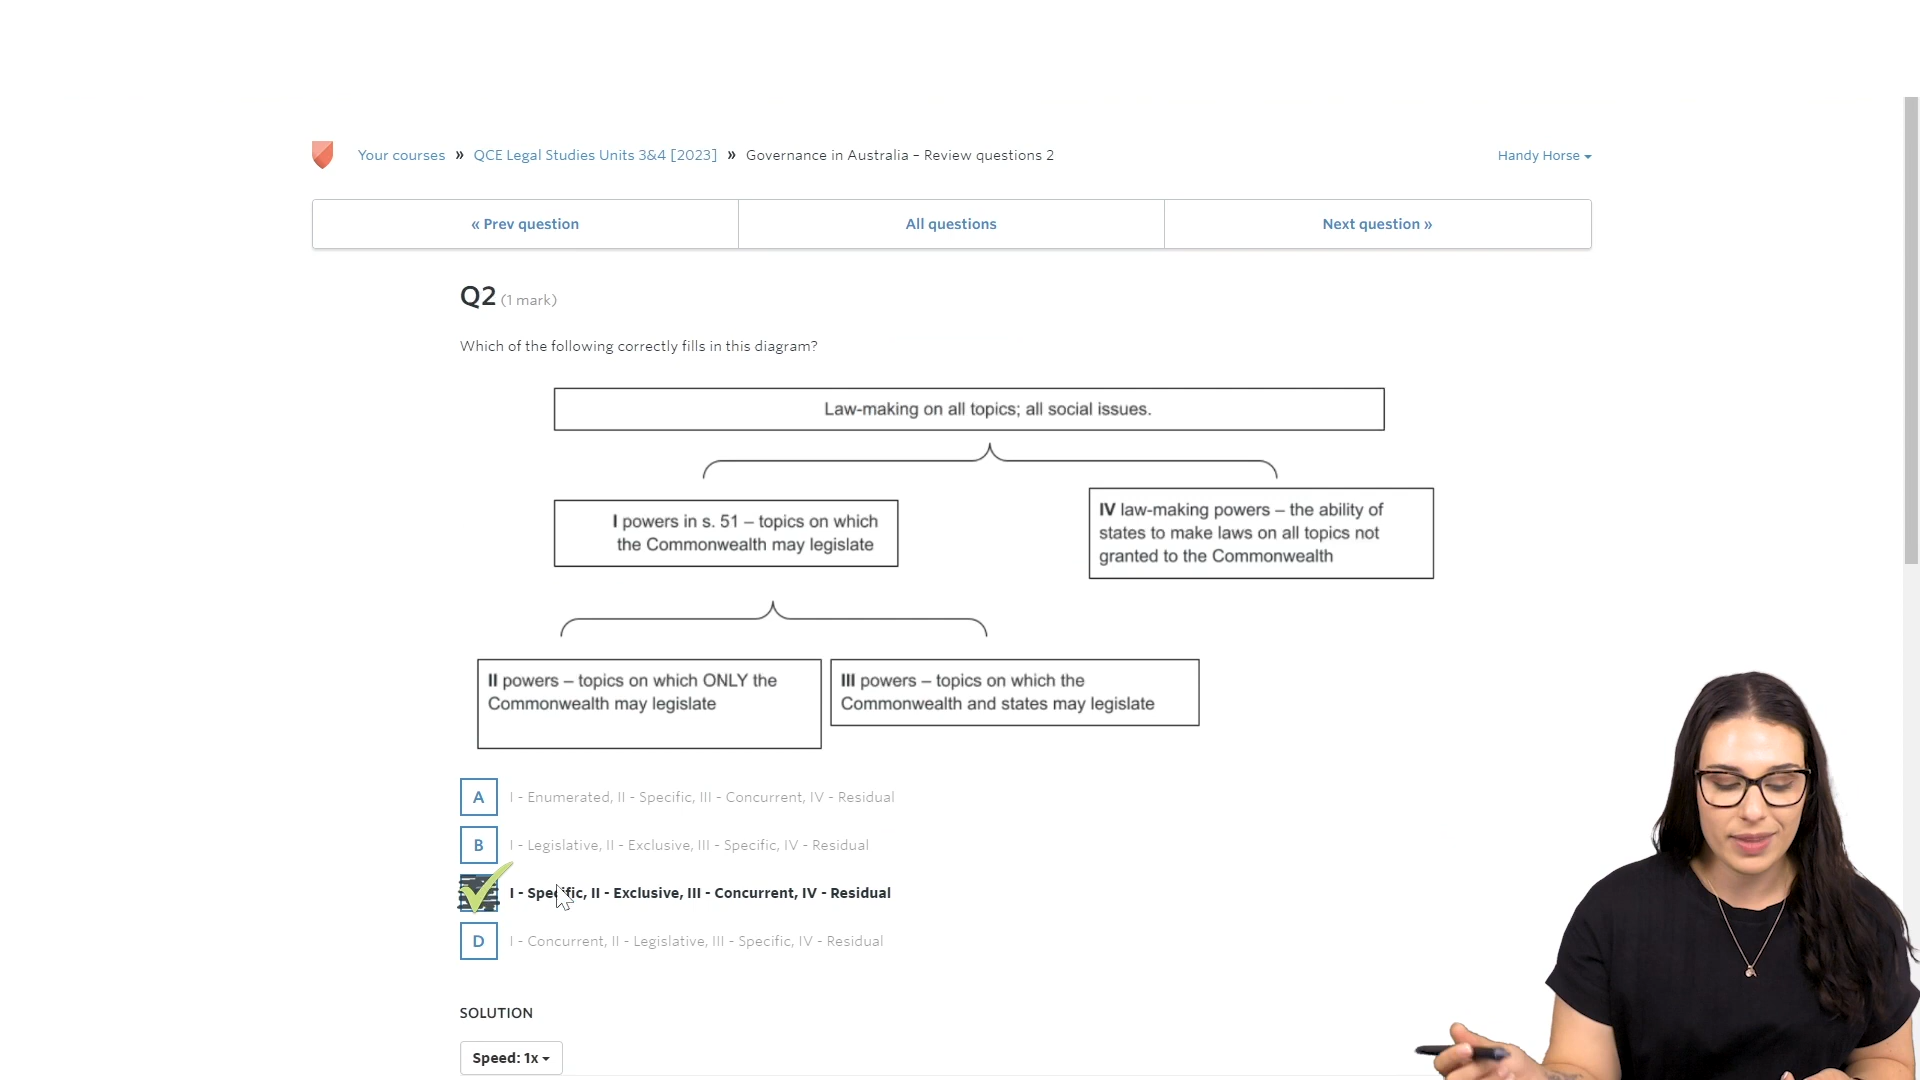 Your courses » QCE Legal Studies Units 3&4 [2023] » Governance in Australia – Review questions 2
Handy Horse
« Prev question
All questions
Next question »
Q2 (1 mark)
Which of the following correctly fills in this diagram?
Law-making on all topics; all social issues.
I powers in s. 51 – topics on which
the Commonwealth may legislate
IV law-making powers – the ability of
states to make laws on all topics not
granted to the Commonwealth
II powers – topics on which ONLY the
Commonwealth may legislate
III powers – topics on which the
Commonwealth and states may legislate
A I - Enumerated, II - Specific, III - Concurrent, IV - Residual
B I - Legislative, II - Exclusive, III - Specific, IV - Residual
I - Specific, II - Exclusive, III - Concurrent, IV - Residual
D I - Concurrent, II - Legislative, III - Specific, IV - Residual
SOLUTION
Speed: 1x